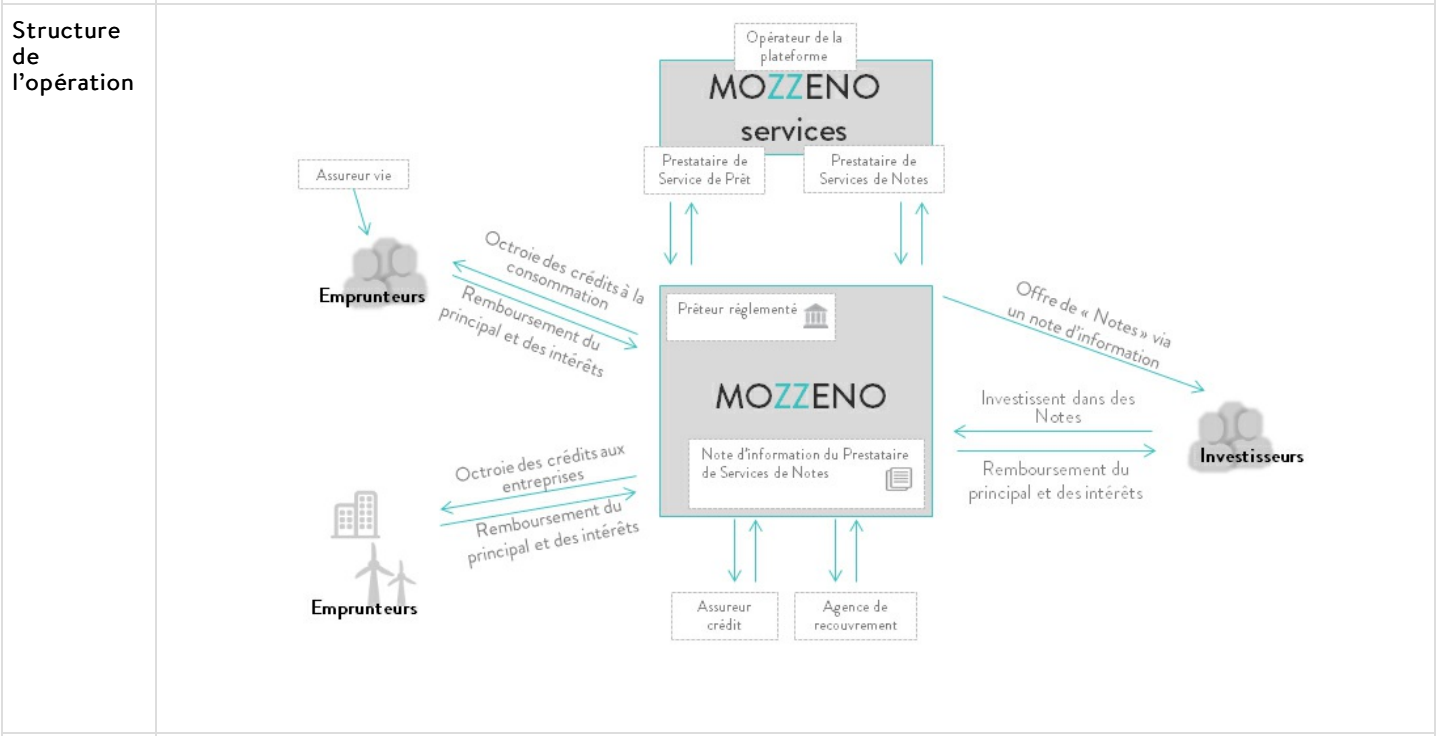 Structure
de
l'opération
Opérateur de la
plateforme
MOZZENO
services
Prestataire de
Service de Prêt
Prestataire de
Services de Notes
Assureur vie
Emprunteurs
Octroie des crédits à la
consommation
Remboursement du
principal et des intérêts
Prêteur réglementé
MOZZENO
Note d'information du Prestataire
de Services de Notes
Offre de « Notes » via
un note d'information
Investissent dans des
Notes
Remboursement du
principal et des intérêts
Investisseurs
Octroie des crédits aux
entreprises
Remboursement du
principal et des intérêts
Emprunteurs
Assureur
crédit
Agence de
recouvrement